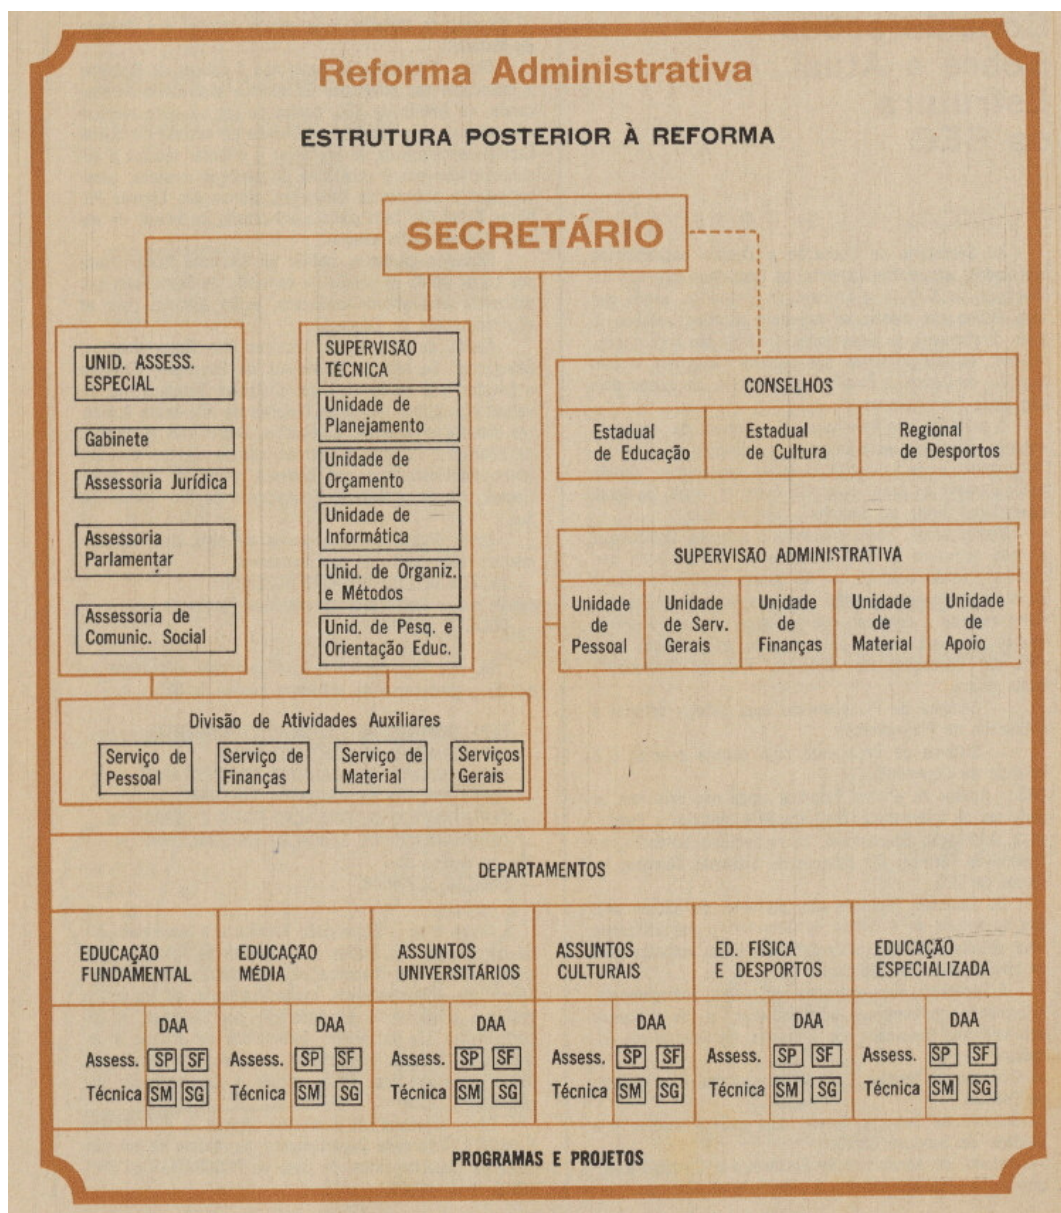 Reforma Administrativa
ESTRUTURA POSTERIOR À REFORMA
SECRETÁRIO
UNID. ASSESS.
ESPECIAL
Gabinete
Assessoria Jurídica
Assessoria
Parlamentar
Assessoria de
Comunic. Social
SUPERVISÃO
TÉCNICA
Unidade de
Planejamento
Unidade de
Orçamento
Unidade de
Informática
Unid. de Organiz.
e Métodos
Unid. de Pesq. e
Orientação Educ.
CONSELHOS
Estadual
de Educação
Estadual
de Cultura
Regional
de Desportos
SUPERVISÃO ADMINISTRATIVA
Unidade
de
Pessoal
Unidade
de Serv.
Gerais
Unidade
de
Finanças
Unidade
de
Material
Unidade
de
Apoio
Divisão de Atividades Auxiliares
Serviço de
Pessoal
Serviço de
Finanças
Serviço de
Material
Serviços
Gerais
DEPARTAMENTOS
EDUCAÇÃO
FUNDAMENTAL
EDUCAÇÃO
MÉDIA
ASSUNTOS
UNIVERSITÁRIOS
ASSUNTOS
CULTURAIS
ED. FÍSICA
E DESPORTOS
EDUCAÇÃO
ESPECIALIZADA
DAA
Assess. SP SF
Técnica SM SG
DAA
Assess. SP SF
Técnica SM SG
DAA
Assess. SP SF
Técnica SM SG
DAA
Assess. SP SF
Técnica SM SG
DAA
Assess. SP SF
Técnica SM SG
DAA
Assess. SP SF
Técnica SM SG
PROGRAMAS E PROJETOS